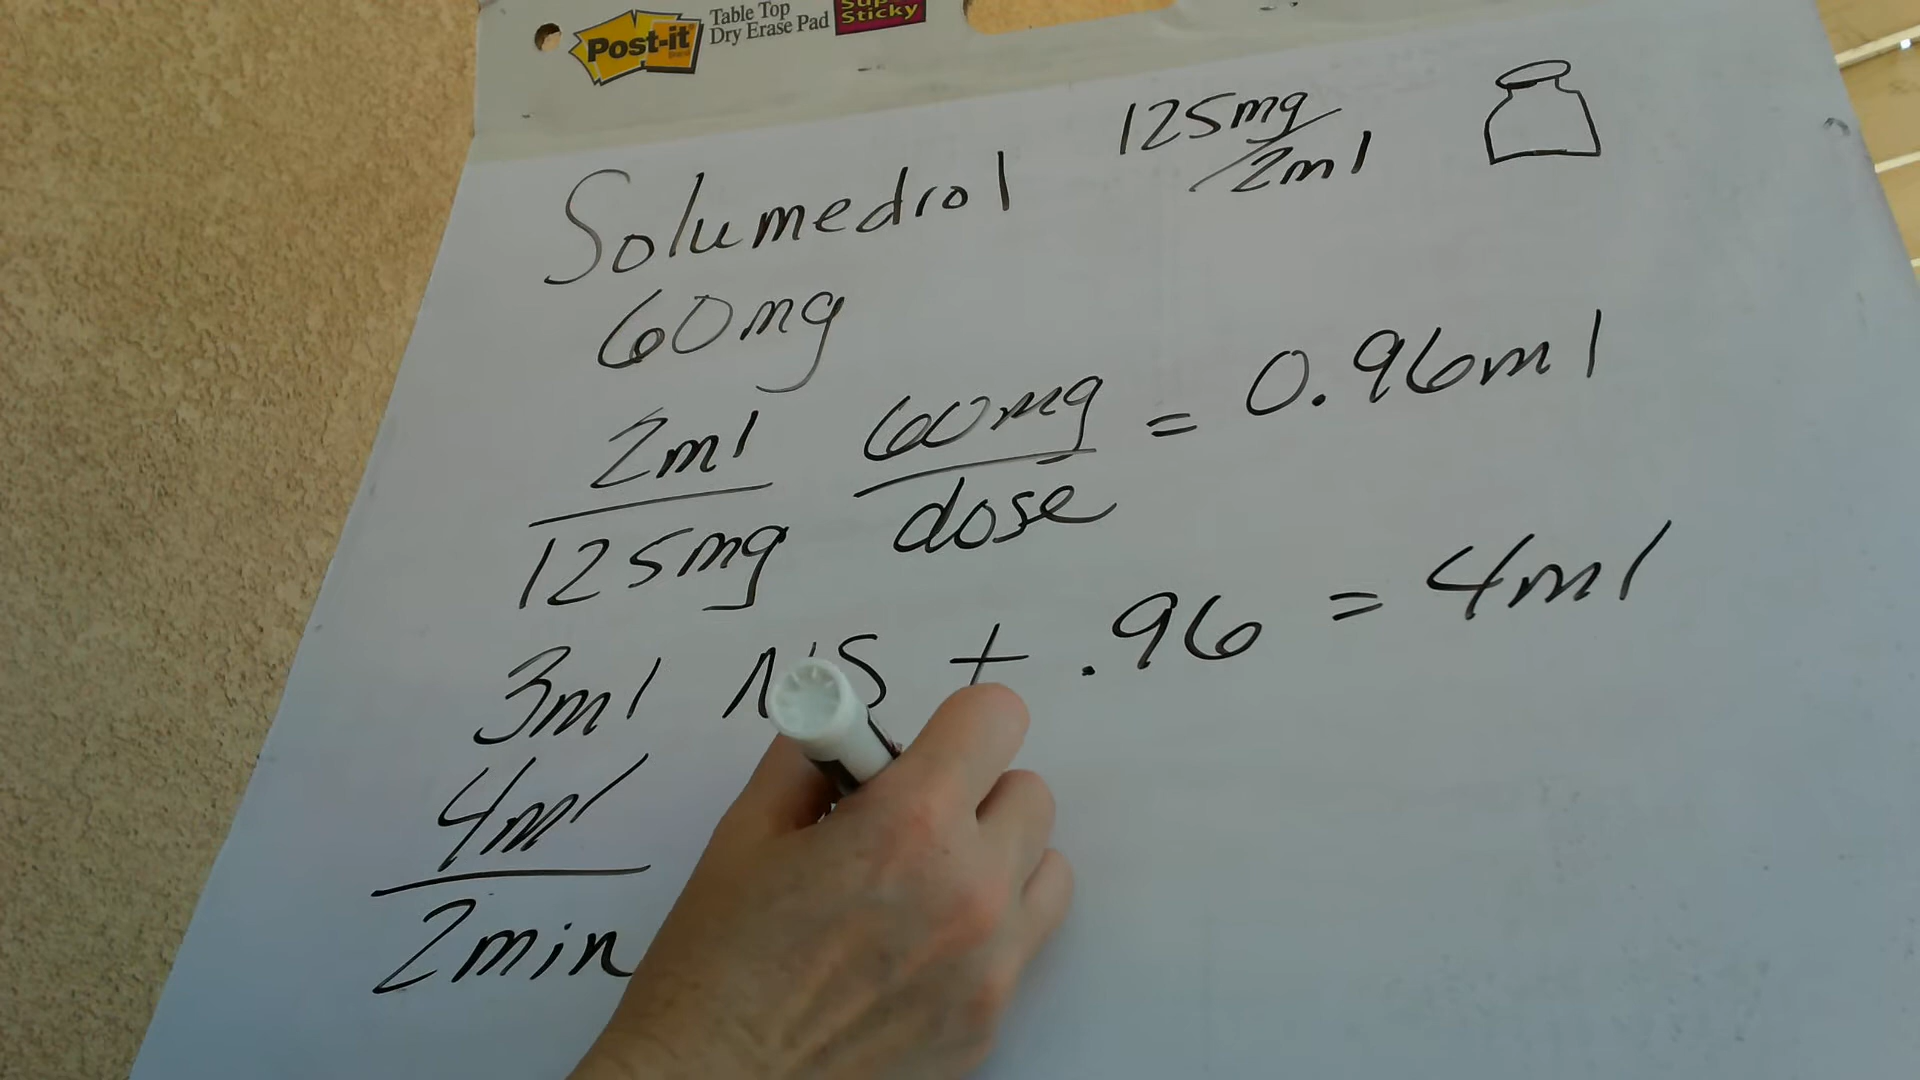 Post-it
Table Top
Dry Erase Pad
Sticky
Solumedrol 125mg/2ml
60mg
2ml 60mg = 0.96ml
125mg dose
3ml NS + .96 = 4ml
4ml
2min